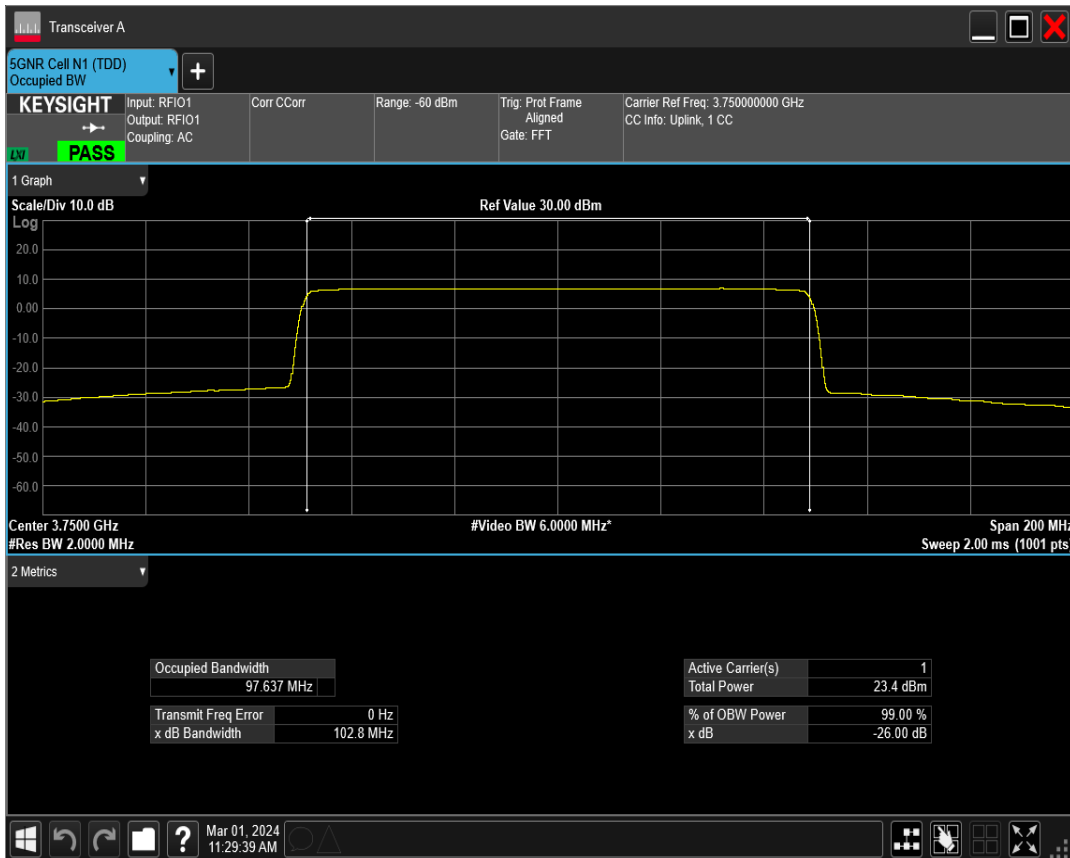 Transceiver A
5GNR Cell N1 (TDD)
Occupied BW
+
KEYSIGHT
LXI
PASS
Input: RFIO1
Output: RFIO1
Coupling: AC
Corr CCorr
Range: -60 dBm
Trig: Prot Frame
Aligned
Gate: FFT
Carrier Ref Freq: 3.750000000 GHz
CC Info: Uplink, 1 CC
1 Graph
Scale/Div 10.0 dB
Ref Value 30.00 dBm
Log
20.0
10.0
0.00
-10.0
-20.0
-30.0
-40.0
-50.0
-60.0
Center 3.7500 GHz
#Video BW 6.0000 MHz*
Span 200 MHz
#Res BW 2.0000 MHz
Sweep 2.00 ms (1001 pts)
2 Metrics
Occupied Bandwidth
97.637 MHz
Transmit Freq Error 0 Hz
x dB Bandwidth 102.8 MHz
Active Carrier(s) 1
Total Power 23.4 dBm
% of OBW Power 99.00 %
x dB -26.00 dB
?
Mar 01, 2024
11:29:39 AM